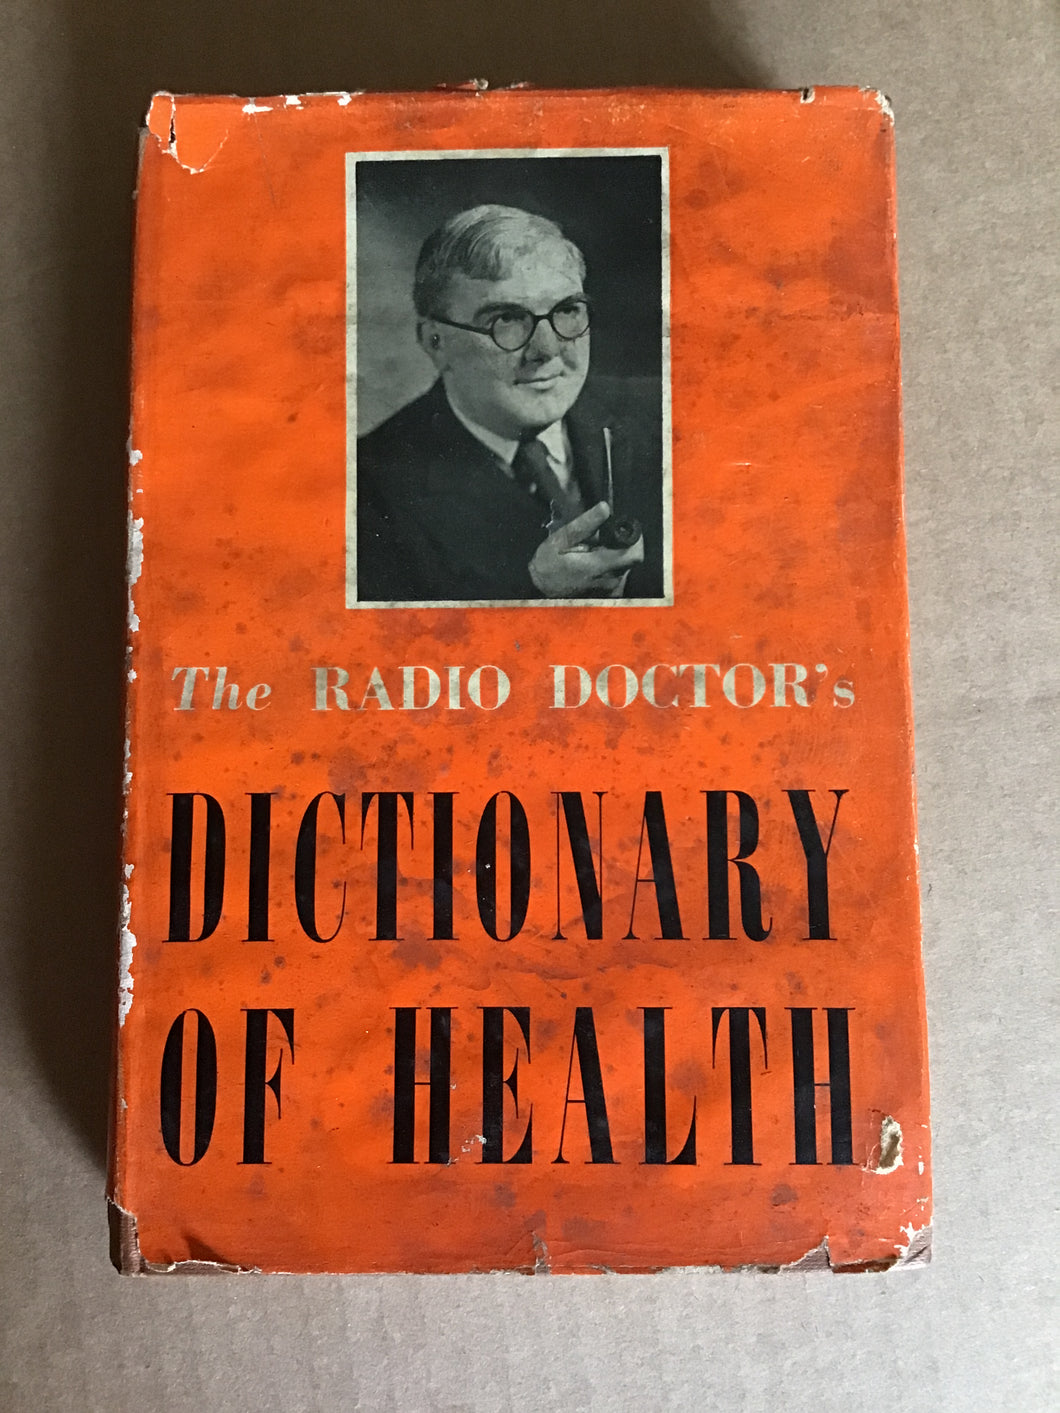 The RADIO DOCTOR's
DICTIONARY
OF HEALTH